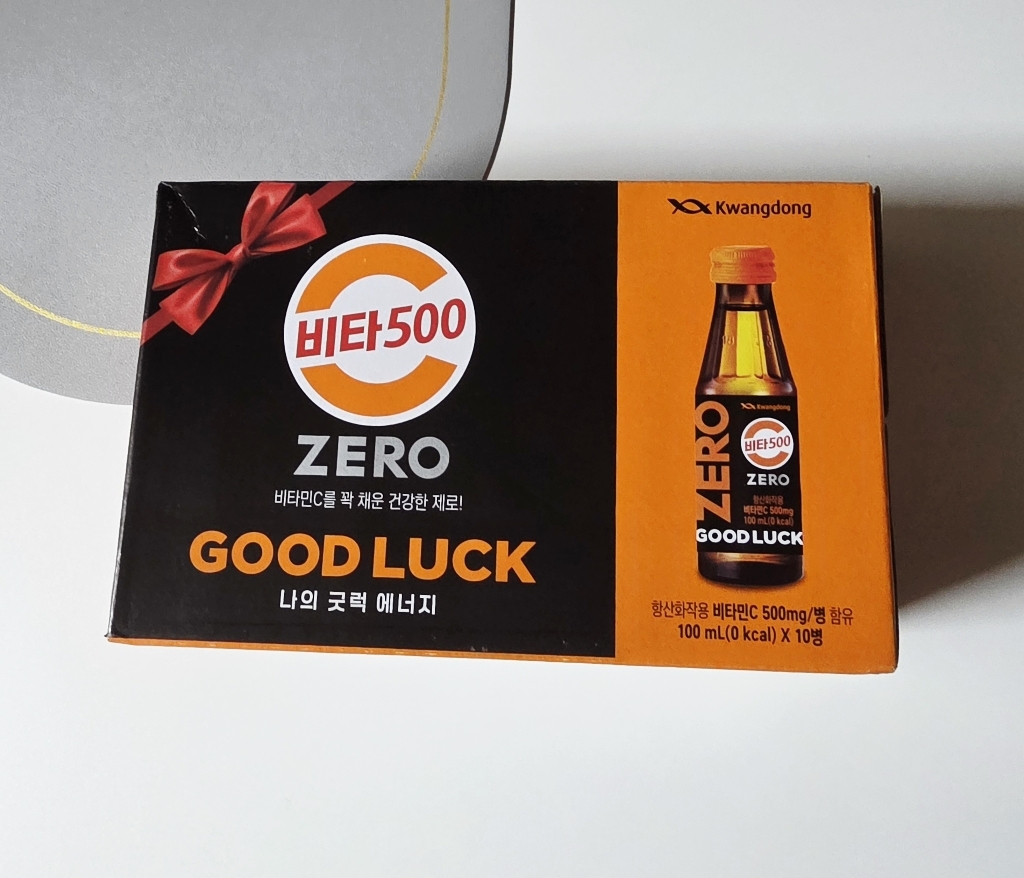 비타500
ZERO
비타민C를 꽉 채운 건강한 제로!
GOOD LUCK
나의 굿럭 에너지
Kwangdong
Kwangdong
ZERO
비타500
ZERO
항산화작용
비타민C 500mg
100 mL(0 kcal)
GOOD LUCK
항산화작용 비타민C 500mg/병 함유
100 mL(0 kcal) X 10병